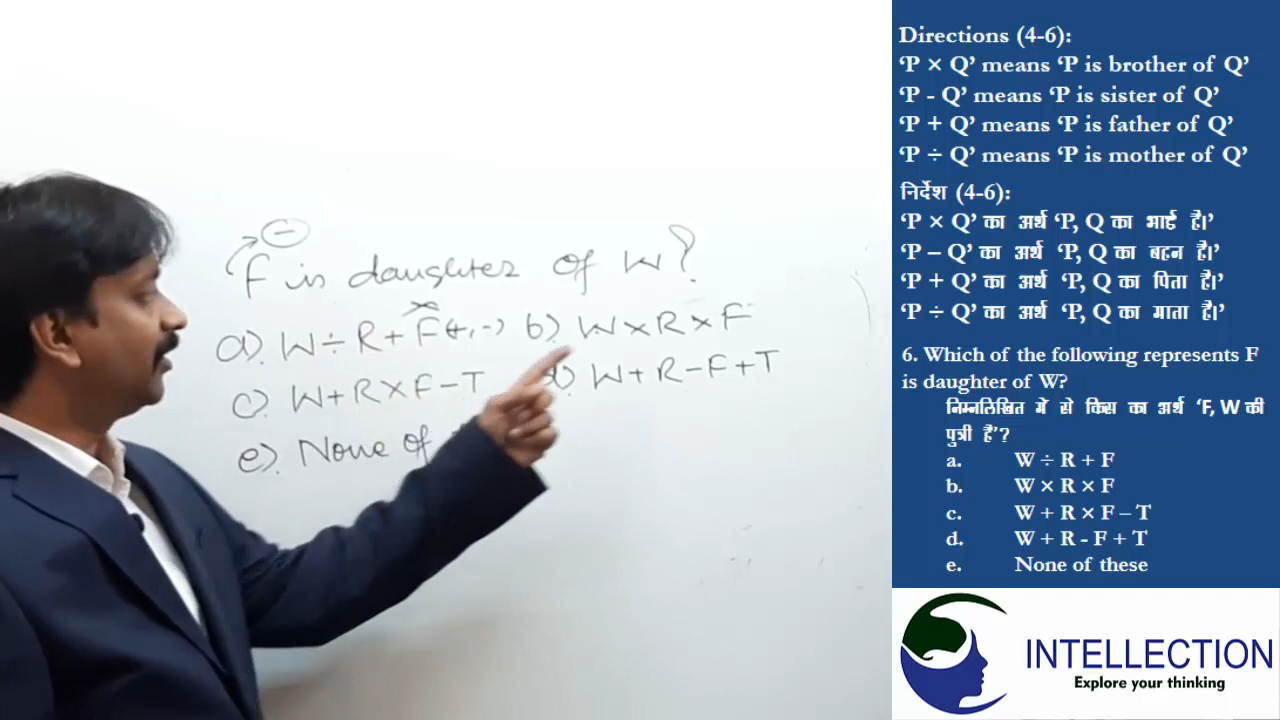 F is daughter of W?
a). W ÷ R + F (+, -) b). W × R × F
c). W + R × F - T d). W + R - F + T
e). None of
Directions (4-6):
‘P × Q’ means ‘P is brother of Q’
‘P - Q’ means ‘P is sister of Q’
‘P + Q’ means ‘P is father of Q’
‘P ÷ Q’ means ‘P is mother of Q’
निर्देश (4-6):
‘P × Q’ का अर्थ ‘P, Q का भाई है।’
‘P – Q’ का अर्थ ‘P, Q का बहन है।’
‘P + Q’ का अर्थ ‘P, Q का पिता है।’
‘P ÷ Q’ का अर्थ ‘P, Q का माता है।’
6. Which of the following represents F
is daughter of W?
निम्नलिखित में से किस का अर्थ ‘F, W की
पुत्री है’?
a. W ÷ R + F
b. W × R × F
c. W + R × F – T
d. W + R - F + T
e. None of these
INTELLECTION
Explore your thinking